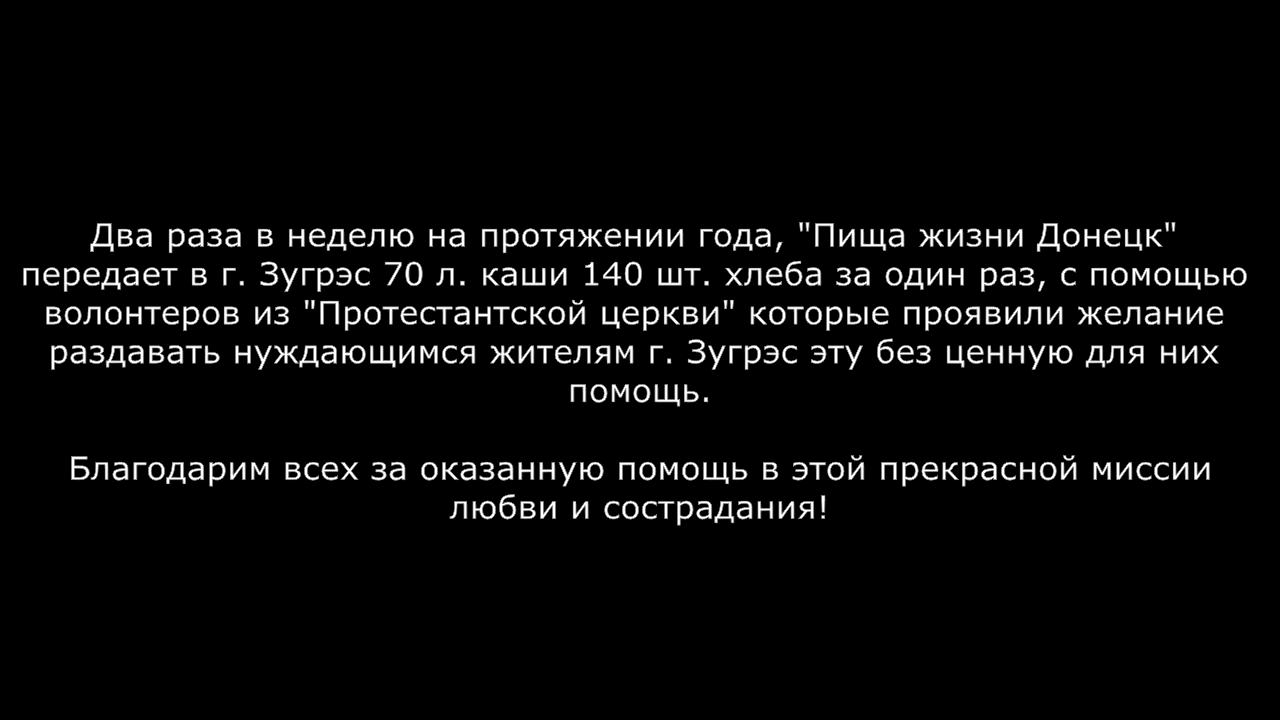 Два раза в неделю на протяжении года, "Пища жизни Донецк"
передает в г. Зугрэс 70 л. каши 140 шт. хлеба за один раз, с помощью
волонтеров из "Протестантской церкви" которые проявили желание
раздавать нуждающимся жителям г. Зугрэс эту без ценную для них
помощь.
Благодарим всех за оказанную помощь в этой прекрасной миссии
любви и сострадания!